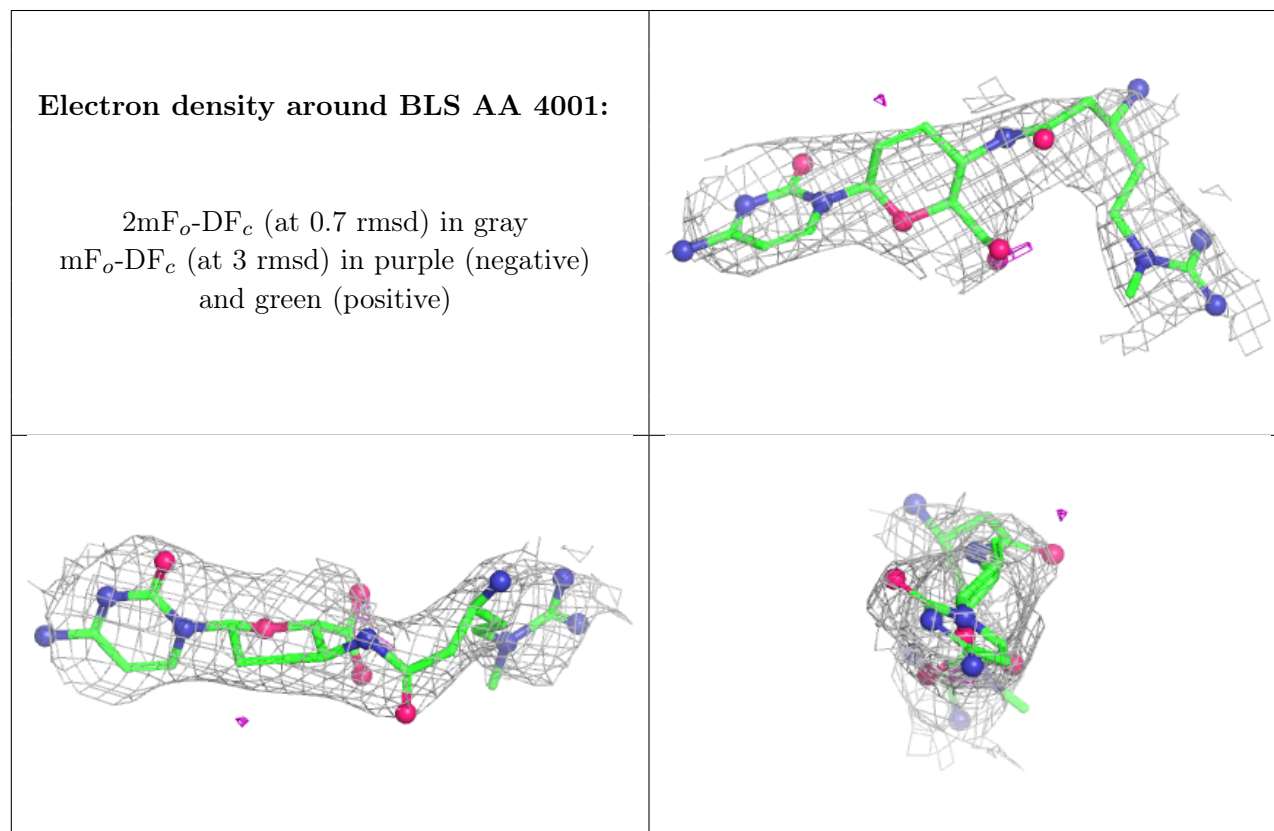 Electron density around BLS AA 4001:
2mFₒ-DF𝒸 (at 0.7 rmsd) in gray
mFₒ-DF𝒸 (at 3 rmsd) in purple (negative)
and green (positive)